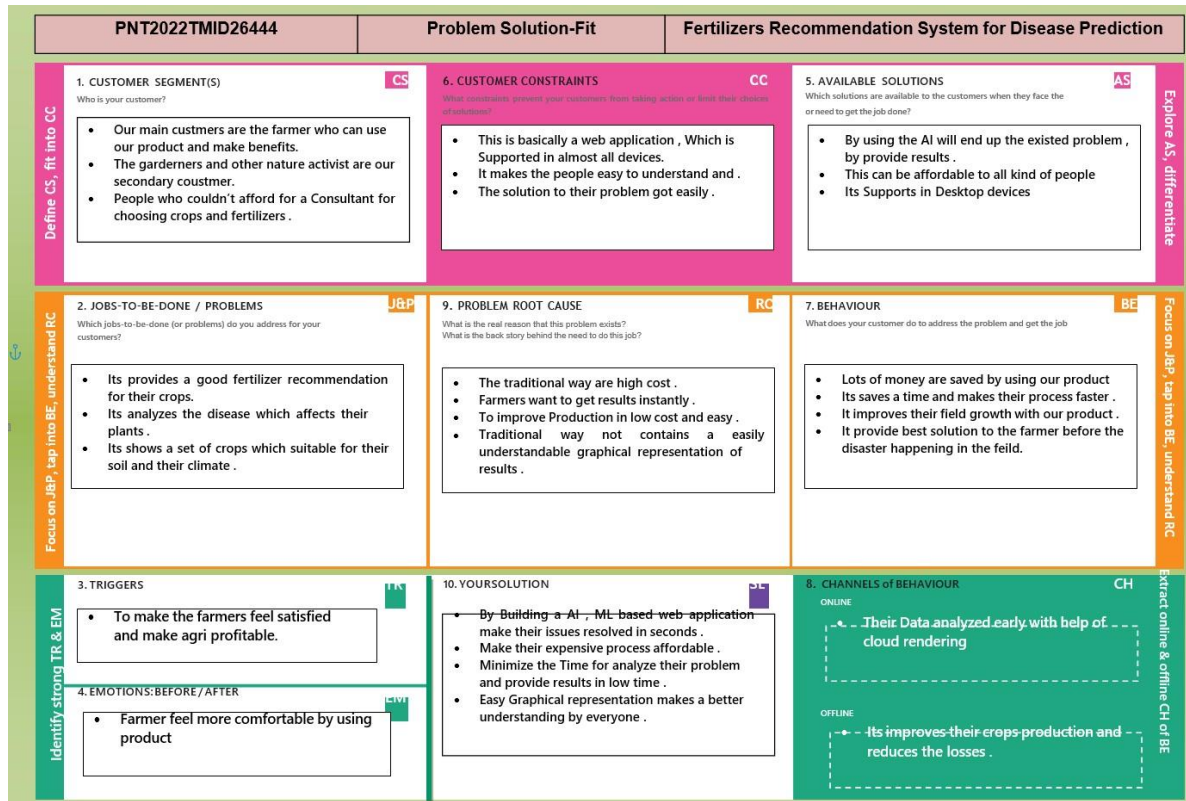 PNT2022TMID26444
Problem Solution-Fit
Fertilizers Recommendation System for Disease Prediction
Define CS, fit into CC
1. CUSTOMER SEGMENT(S)
CS
Who is your customer?
• Our main custmers are the farmer who can use
our product and make benefits.
• The garderners and other nature activist are our
secondary coustmer.
• People who couldn't afford for a Consultant for
choosing crops and fertilizers .
6. CUSTOMER CONSTRAINTS
CC
What constraints prevent your customers from taking action or limit their choices
of solutions?
• This is basically a web application , Which is
Supported in almost all devices.
• It makes the people easy to understand and .
• The solution to their problem got easily .
5. AVAILABLE SOLUTIONS
AS
Which solutions are available to the customers when they face the
or need to get the job done?
• By using the AI will end up the existed problem ,
by provide results .
• This can be affordable to all kind of people
• Its Supports in Desktop devices
Explore AS, differentiate
Focus on J&P, tap into BE, understand RC
2. JOBS-TO-BE-DONE / PROBLEMS
J&P
Which jobs-to-be-done (or problems) do you address for your
customers?
• Its provides a good fertilizer recommendation
for their crops.
• Its analyzes the disease which affects their
plants .
• Its shows a set of crops which suitable for their
soil and their climate .
9. PROBLEM ROOT CAUSE
RC
What is the real reason that this problem exists?
What is the back story behind the need to do this job?
• The traditional way are high cost .
• Farmers want to get results instantly .
• To improve Production in low cost and easy .
• Traditional way not contains a easily
understandable graphical representation of
results .
7. BEHAVIOUR
BE
What does your customer do to address the problem and get the job
• Lots of money are saved by using our product
• Its saves a time and makes their process faster .
• It improves their field growth with our product .
• It provide best solution to the farmer before the
disaster happening in the feild.
Focus on J&P, tap into BE, understand RC
Identify strong TR & EM
3. TRIGGERS
TR
• To make the farmers feel satisfied
and make agri profitable.
4. EMOTIONS: BEFORE / AFTER
EM
• Farmer feel more comfortable by using
product
10. YOUR SOLUTION
SL
• By Building a AI , ML based web application
make their issues resolved in seconds .
• Make their expensive process affordable .
• Minimize the Time for analyze their problem
and provide results in low time .
• Easy Graphical representation makes a better
understanding by everyone .
8. CHANNELS of BEHAVIOUR
CH
ONLINE
• Their Data analyzed early with help of
cloud rendering
OFFLINE
• Its improves their crops production and
reduces the losses .
Extract online & offline CH of BE